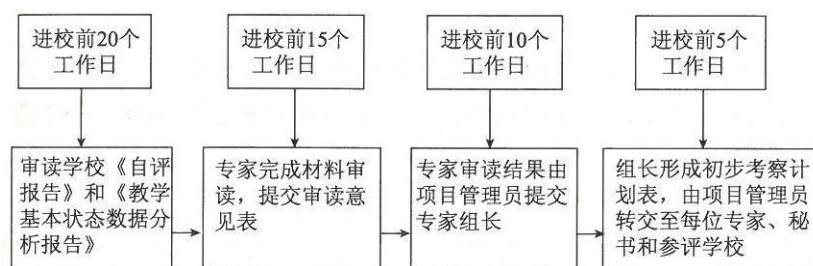 进校前20个
工作日
进校前15个
工作日
进校前10个
工作日
进校前5个
工作日
审读学校《自评
报告》和《教学
基本状态数据分
析报告》
专家完成材料审
读，提交审读意
见表
专家审读结果由
项目管理员提交
专家组长
组长形成初步考察计
划表，由项目管理员
转交至每位专家、秘
书和参评学校